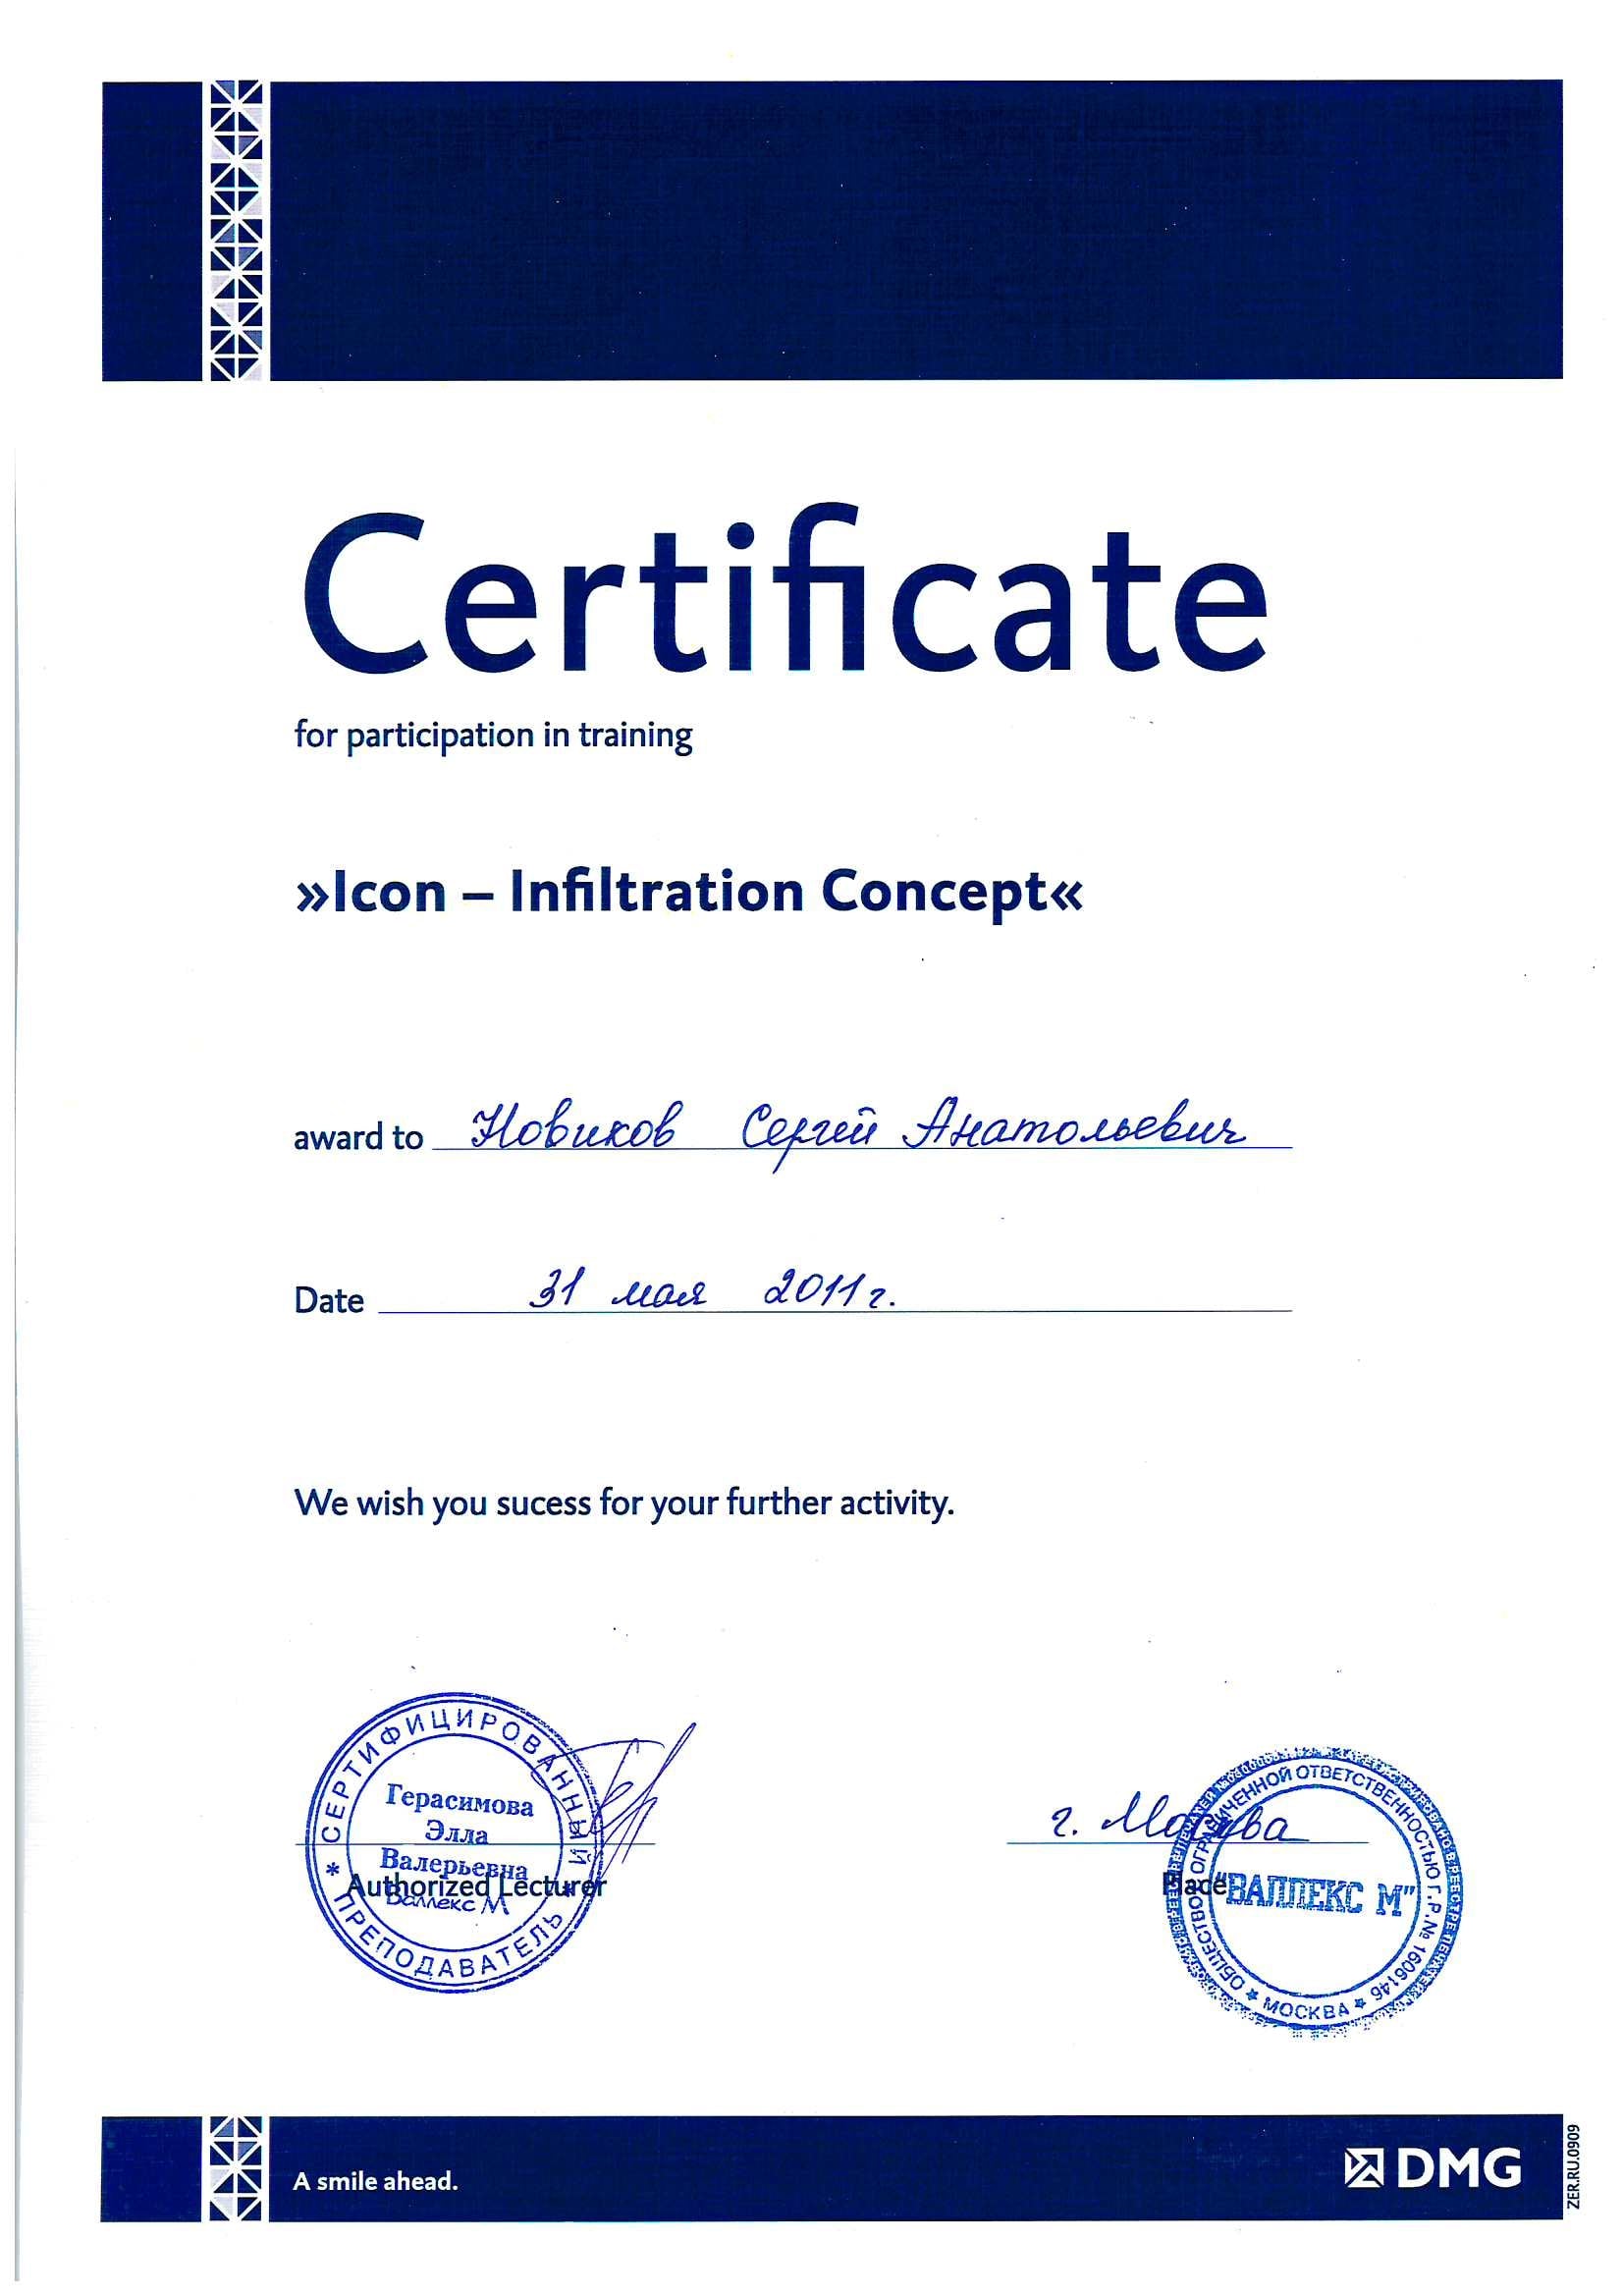 Certificate
for participation in training
»Icon – Infiltration Concept«
award to Новиков Сергей Анатольевич
Date 31 мая 2011 г.
We wish you sucess for your further activity.
СЕРТИФИЦИРОВАННЫЙ
Герасимова
Элла
Валерьевна
Валлекс М
* ПРЕПОДАВАТЕЛЬ *
Authorized Lecturer
г. Москва
Place
ОБЩЕСТВО С ОГРАНИЧЕННОЙ ОТВЕТСТВЕННОСТЬЮ Г.Р.№ 1606146
"ВАЛЛЕКС М"
* МОСКВА *
A smile ahead.
DMG
ZER.RU.0909